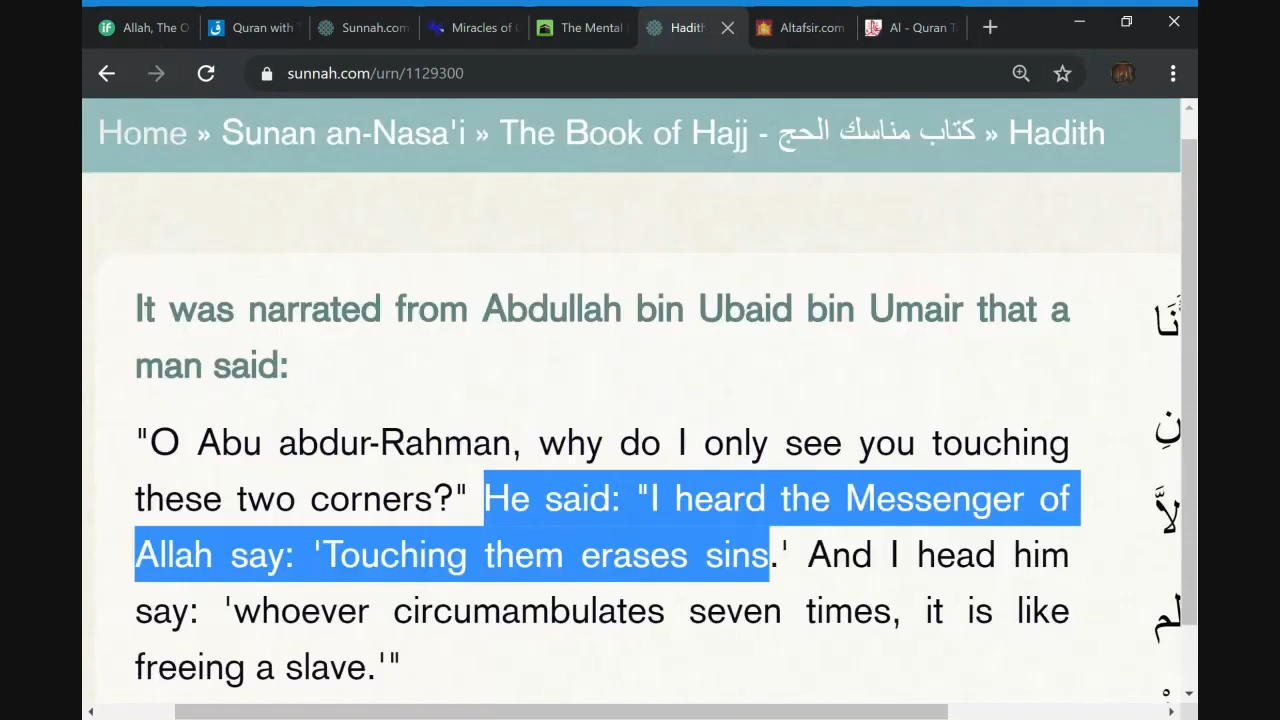 Allah, The O
Quran with
Sunnah.com
Miracles of
The Mental
Hadith
Altafsir.com
Al - Quran T
sunnah.com/urn/1129300
Home » Sunan an-Nasa'i » The Book of Hajj - كتاب مناسك الحج » Hadith
It was narrated from Abdullah bin Ubaid bin Umair that a
man said:
"O Abu abdur-Rahman, why do I only see you touching
these two corners?" He said: "I heard the Messenger of
Allah say: 'Touching them erases sins.' And I head him
say: 'whoever circumambulates seven times, it is like
freeing a slave.'"